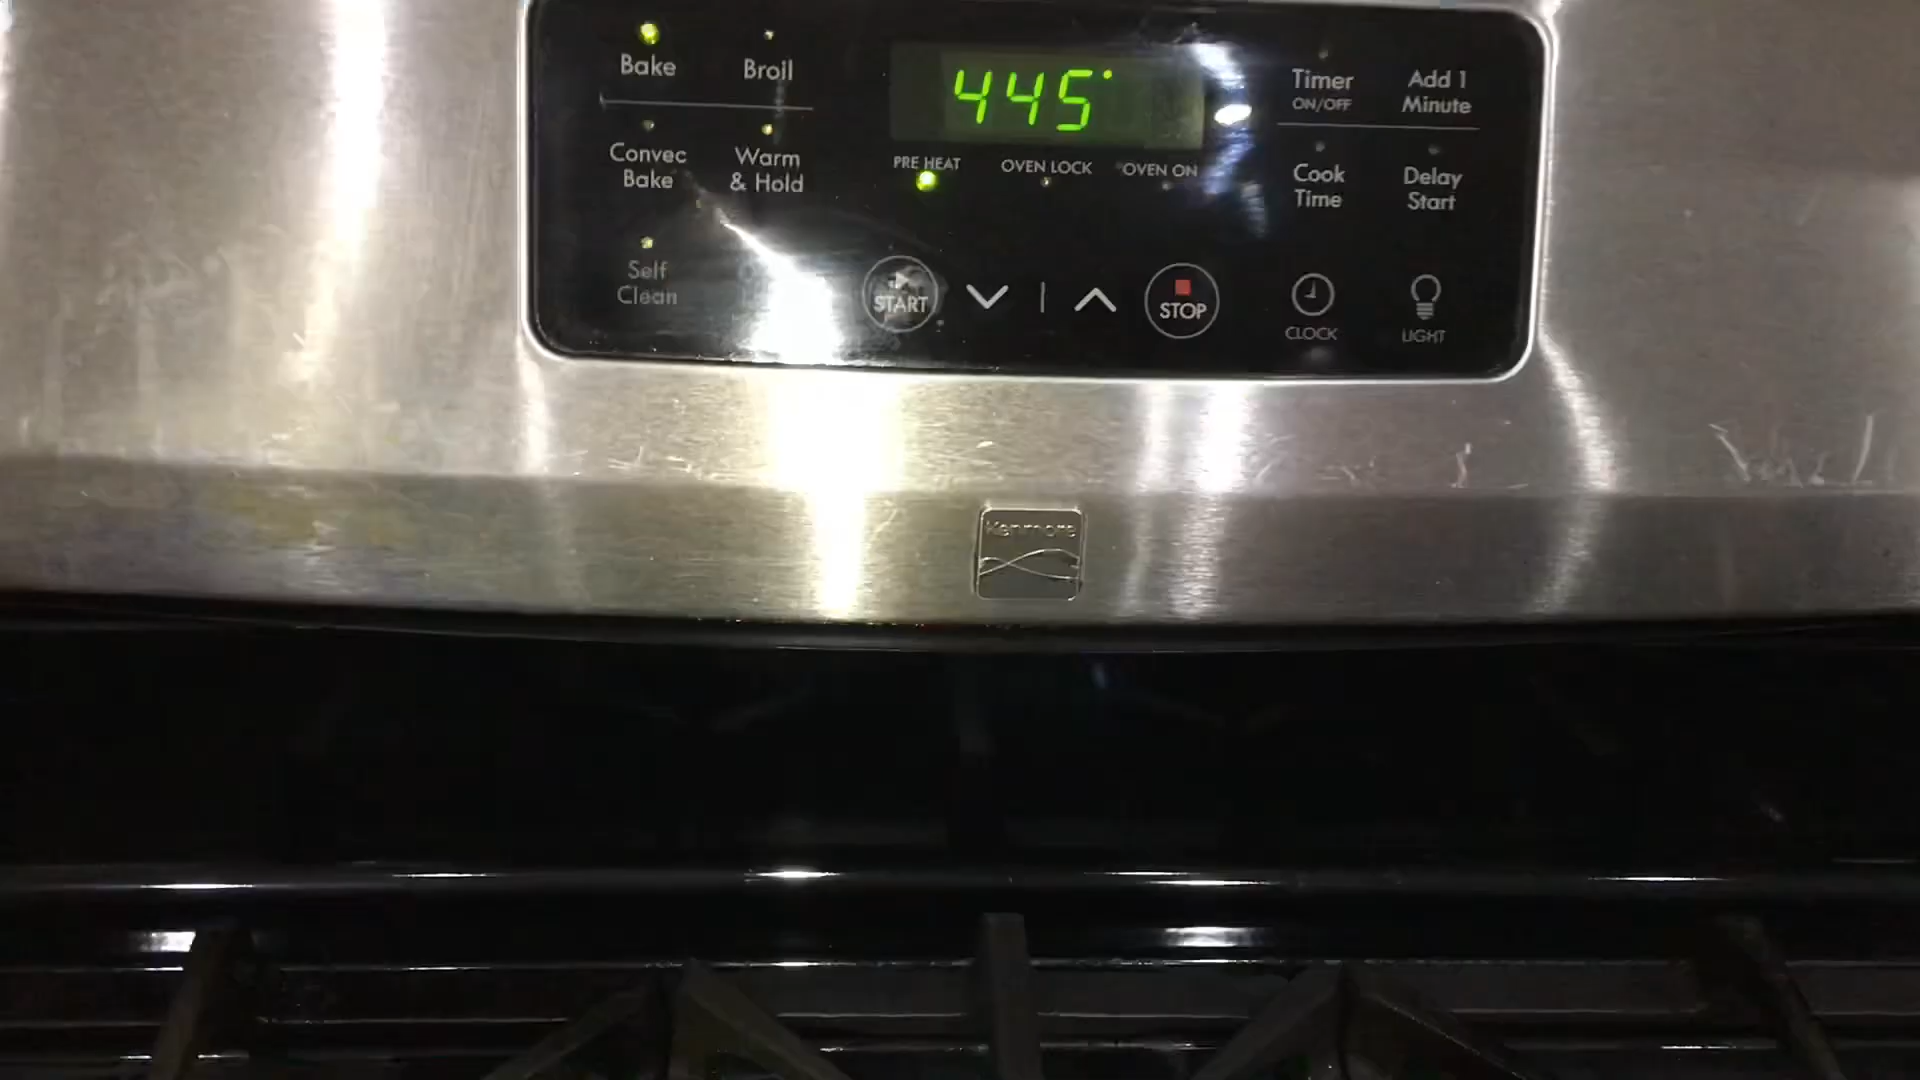 Bake
Broil
445°
Timer
ON/OFF
Add 1
Minute
Convec
Bake
Warm
& Hold
PRE HEAT
OVEN LOCK
OVEN ON
Cook
Time
Delay
Start
Self
Clean
START
STOP
CLOCK
LIGHT
Kenmore